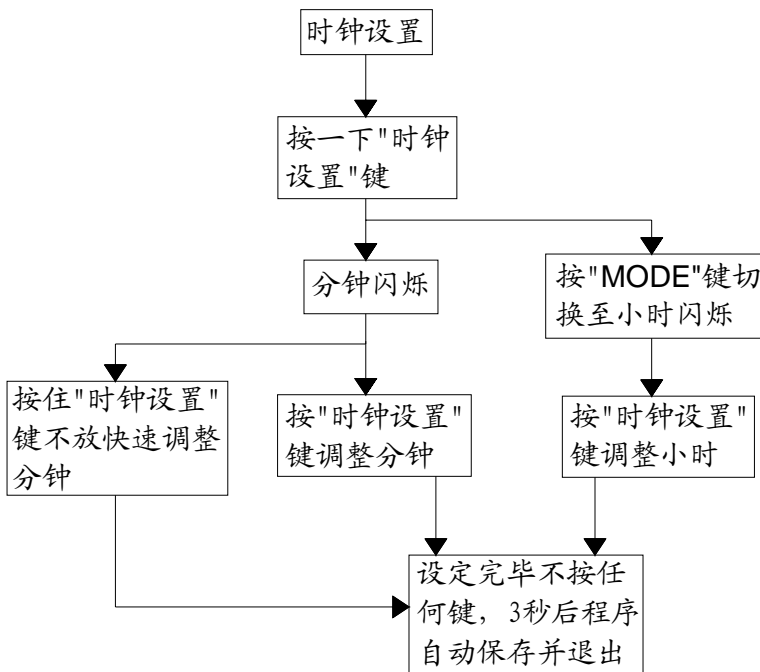 时钟设置
按一下"时钟
设置"键
分钟闪烁
按"MODE"键切
换至小时闪烁
按住"时钟设置"
键不放快速调整
分钟
按"时钟设置"
键调整分钟
按"时钟设置"
键调整小时
设定完毕不按任
何键，3秒后程序
自动保存并退出